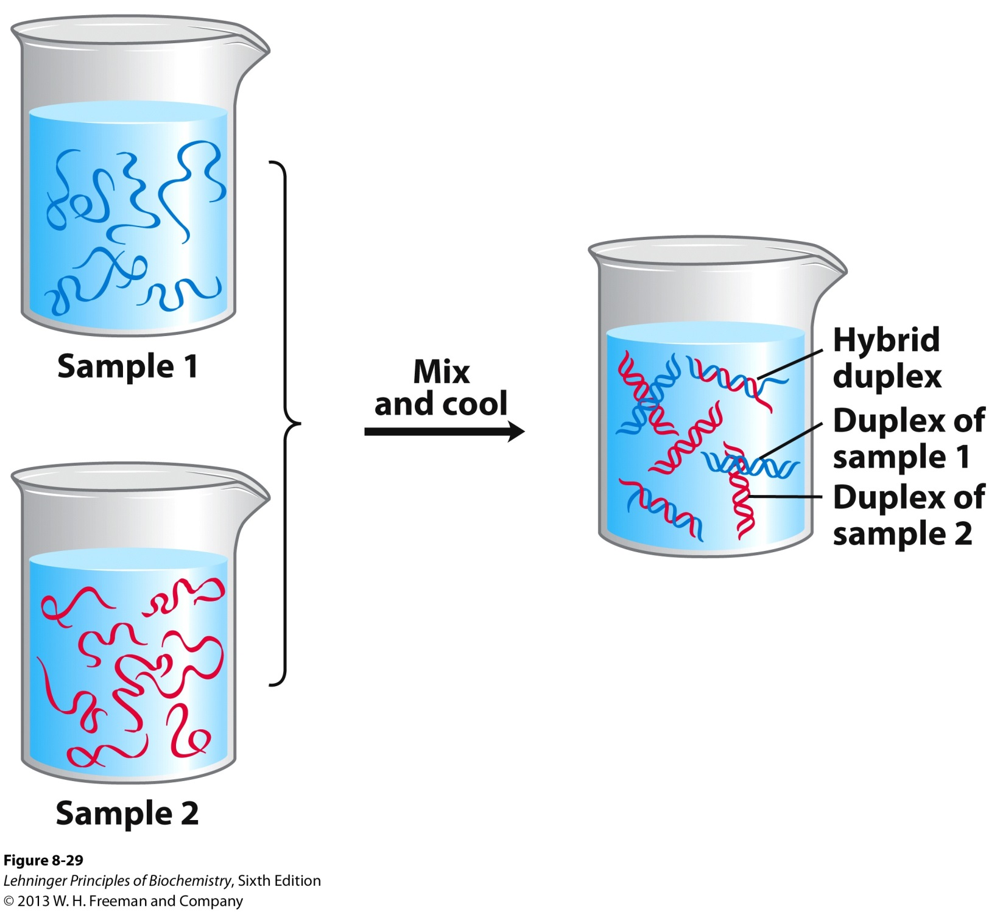 Sample 1
Mix
and cool
Hybrid
duplex
Duplex of
sample 1
Duplex of
sample 2
Sample 2
Figure 8-29
Lehninger Principles of Biochemistry, Sixth Edition
© 2013 W. H. Freeman and Company